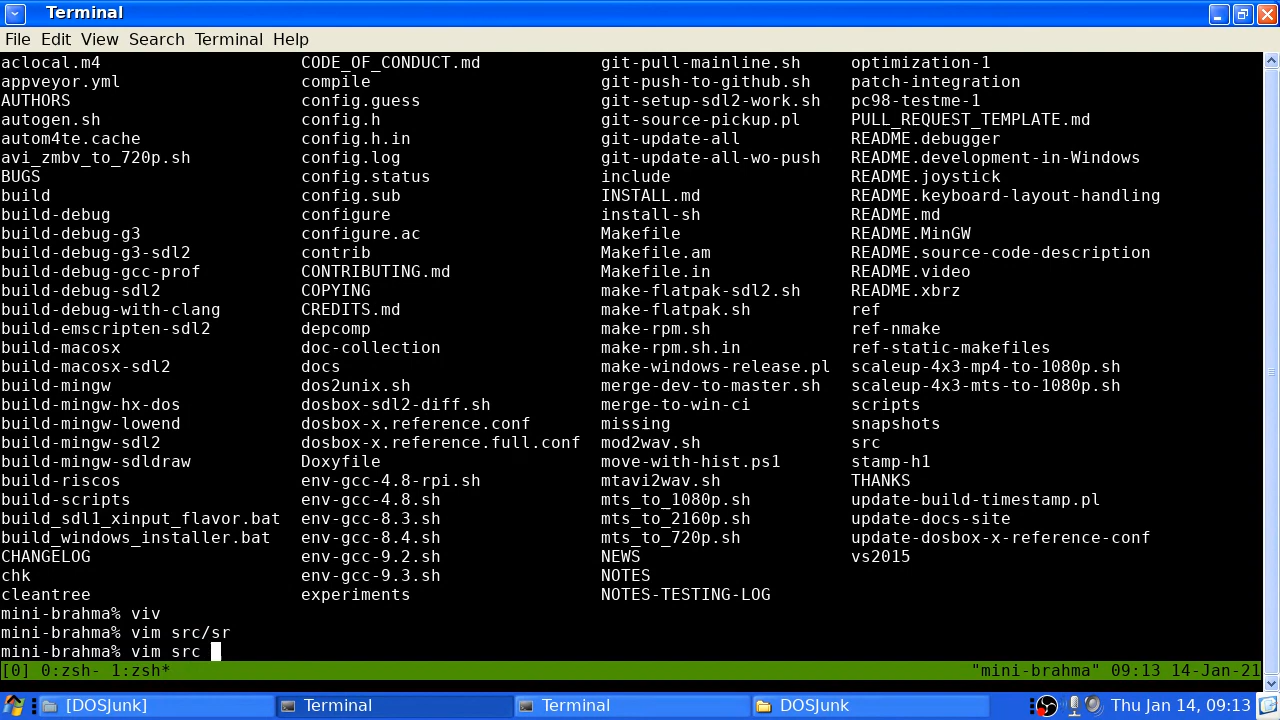 Terminal
File Edit View Search Terminal Help
aclocal.m4 CODE_OF_CONDUCT.md git-pull-mainline.sh optimization-1
appveyor.yml compile git-push-to-github.sh patch-integration
AUTHORS config.guess git-setup-sdl2-work.sh pc98-testme-1
autogen.sh config.h git-source-pickup.pl PULL_REQUEST_TEMPLATE.md
autom4te.cache config.h.in git-update-all README.debugger
avi_zmbv_to_720p.sh config.log git-update-all-wo-push README.development-in-Windows
BUGS config.status include README.joystick
build config.sub INSTALL.md README.keyboard-layout-handling
build-debug configure install-sh README.md
build-debug-g3 configure.ac Makefile README.MinGW
build-debug-g3-sdl2 contrib Makefile.am README.source-code-description
build-debug-gcc-prof CONTRIBUTING.md Makefile.in README.video
build-debug-sdl2 COPYING make-flatpak-sdl2.sh README.xbrz
build-debug-with-clang CREDITS.md make-flatpak.sh ref
build-emscripten-sdl2 depcomp make-rpm.sh ref-nmake
build-macosx doc-collection make-rpm.sh.in ref-static-makefiles
build-macosx-sdl2 docs make-windows-release.pl scaleup-4x3-mp4-to-1080p.sh
build-mingw dos2unix.sh merge-dev-to-master.sh scaleup-4x3-mts-to-1080p.sh
build-mingw-hx-dos dosbox-sdl2-diff.sh merge-to-win-ci scripts
build-mingw-lowend dosbox-x.reference.conf missing snapshots
build-mingw-sdl2 dosbox-x.reference.full.conf mod2wav.sh src
build-mingw-sdldraw Doxyfile move-with-hist.ps1 stamp-h1
build-riscos env-gcc-4.8-rpi.sh mtavi2wav.sh THANKS
build-scripts env-gcc-4.8.sh mts_to_1080p.sh update-build-timestamp.pl
build_sdl1_xinput_flavor.bat env-gcc-8.3.sh mts_to_2160p.sh update-docs-site
build_windows_installer.bat env-gcc-8.4.sh mts_to_720p.sh update-dosbox-x-reference-conf
CHANGELOG env-gcc-9.2.sh NEWS vs2015
chk env-gcc-9.3.sh NOTES
cleantree experiments NOTES-TESTING-LOG
mini-brahma% viv
mini-brahma% vim src/sr
mini-brahma% vim src
[0] 0:zsh- 1:zsh* "mini-brahma" 09:13 14-Jan-21
[DOSJunk] Terminal Terminal DOSJunk Thu Jan 14, 09:13